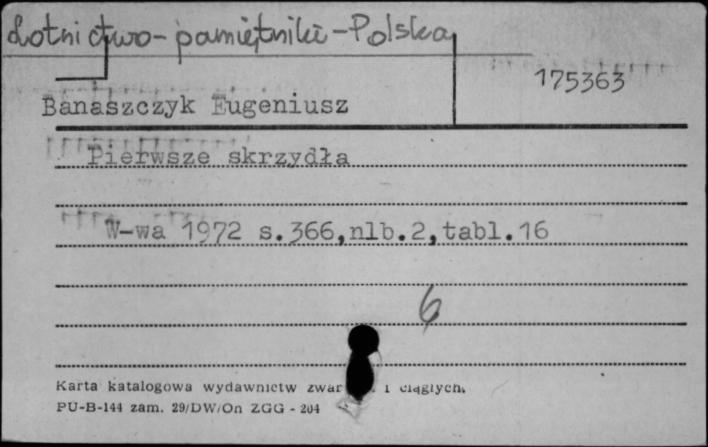 Lotnictwo-pamiętniki-Polska
175363
Banaszczyk Eugeniusz
Pierwsze skrzydła
W-wa 1972 s.366,nlb.2,tabl.16
6
Karta katalogowa wydawnictw i ciągłych.
PU-B-144 zam. 29/DW/On ZGG - 204